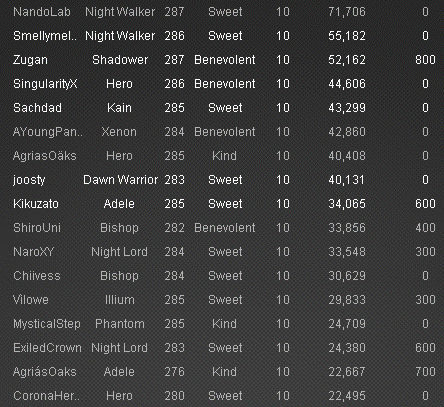 NandoLab Night Walker 287 Sweet 10 71,706 0
Smellymel.. Night Walker 286 Sweet 10 55,182 0
Zugan Shadower 287 Benevolent 10 52,162 800
SingularityX Hero 286 Benevolent 10 44,606 0
Sachdad Kain 285 Sweet 10 43,299 0
AYoungPan.. Xenon 284 Benevolent 10 42,860 0
AgriasOäks Hero 285 Kind 10 40,408 0
joosty Dawn Warrior 283 Sweet 10 40,131 0
Kikuzato Adele 285 Sweet 10 34,065 600
ShiroUni Bishop 282 Benevolent 10 33,856 400
NaroXY Night Lord 284 Sweet 10 33,548 300
Chiivess Bishop 284 Sweet 10 30,629 0
Vilowe Illium 285 Sweet 10 29,833 300
MysticalStep Phantom 285 Kind 10 24,709 0
ExiledCrown Night Lord 283 Sweet 10 24,380 600
AgriásOaks Adele 276 Kind 10 22,667 700
CoronaHer.. Hero 280 Sweet 10 22,495 0